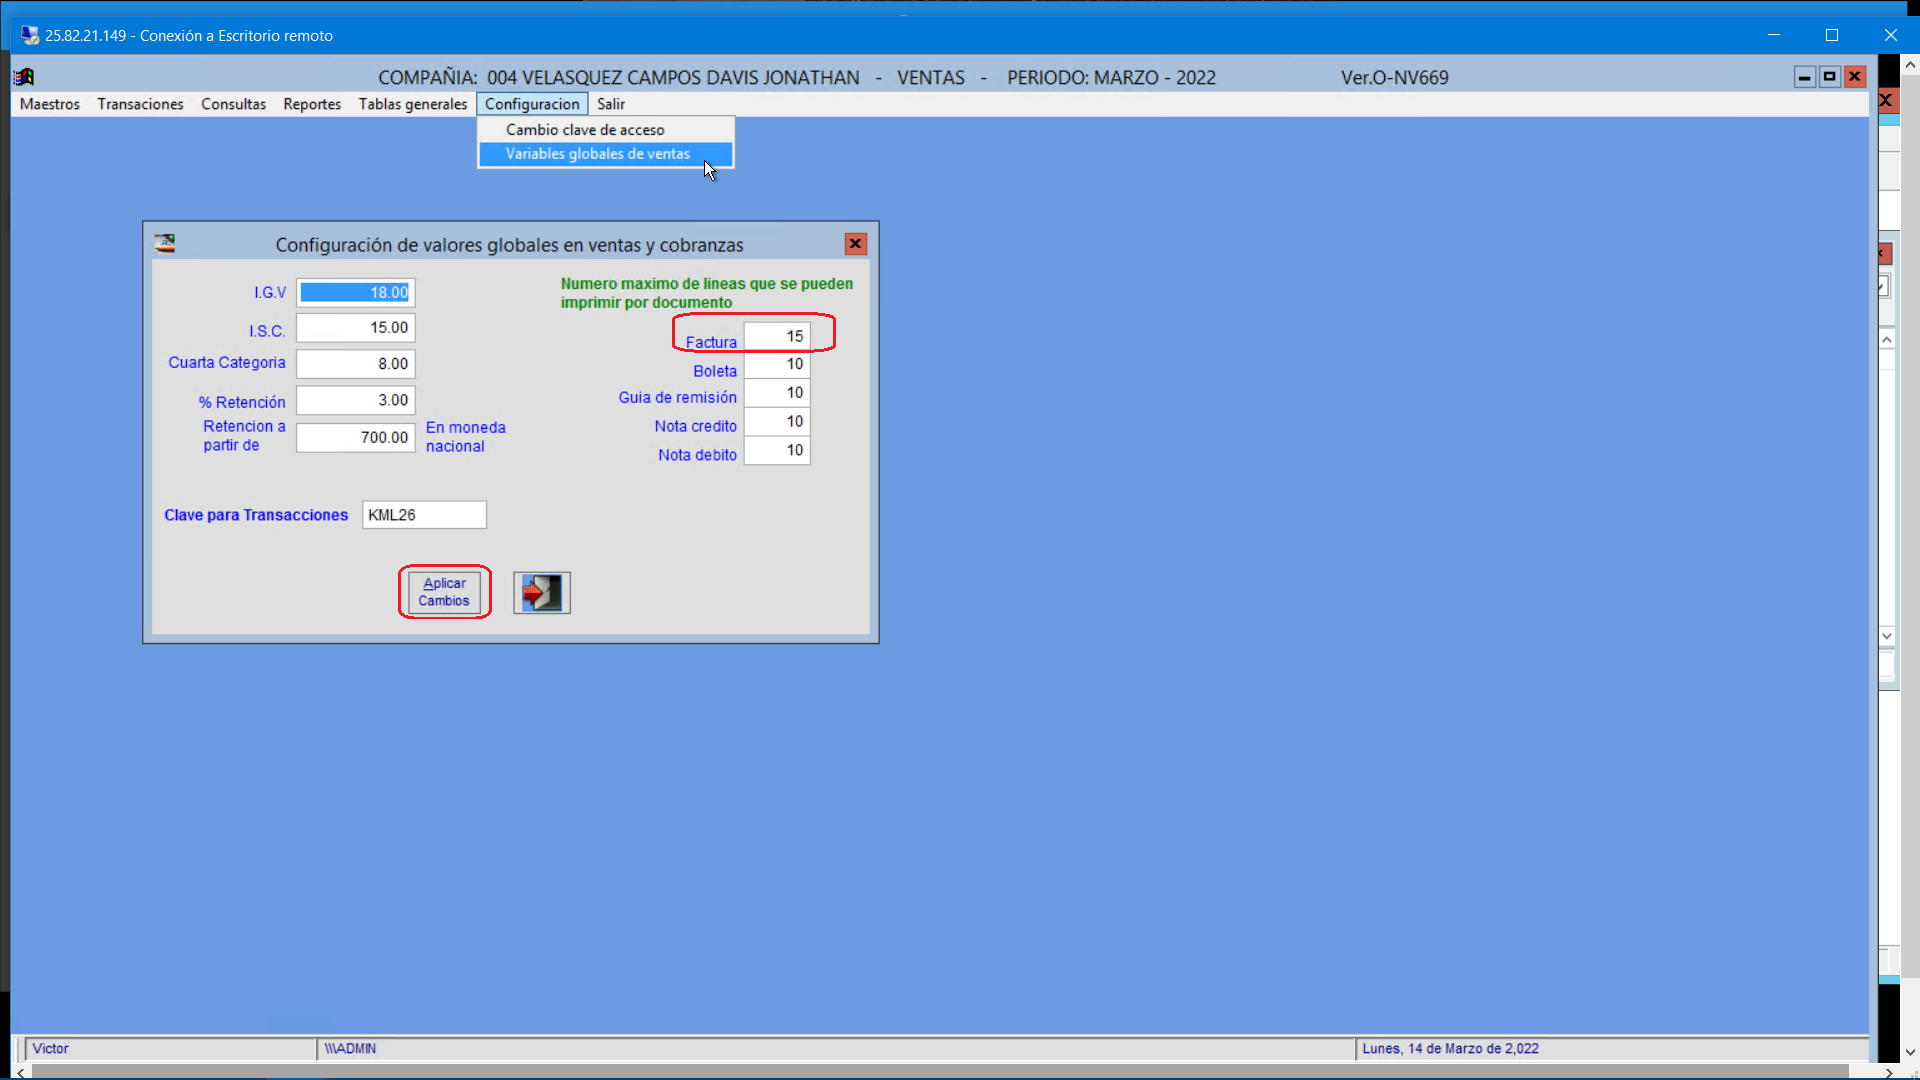 25.82.21.149 - Conexión a Escritorio remoto
COMPAÑIA: 004 VELASQUEZ CAMPOS DAVIS JONATHAN - VENTAS - PERIODO: MARZO - 2022 Ver.O-NV669
Maestros Transaciones Consultas Reportes Tablas generales Configuracion Salir
Cambio clave de acceso
Variables globales de ventas
Configuración de valores globales en ventas y cobranzas
I.G.V 18.00
I.S.C. 15.00
Cuarta Categoria 8.00
% Retención 3.00
Retencion a
partir de
700.00
En moneda
nacional
Numero maximo de lineas que se pueden
imprimir por documento
Factura 15
Boleta 10
Guia de remisión 10
Nota credito 10
Nota debito 10
Clave para Transacciones KML26
Aplicar
Cambios
Victor \\\ADMIN Lunes, 14 de Marzo de 2,022